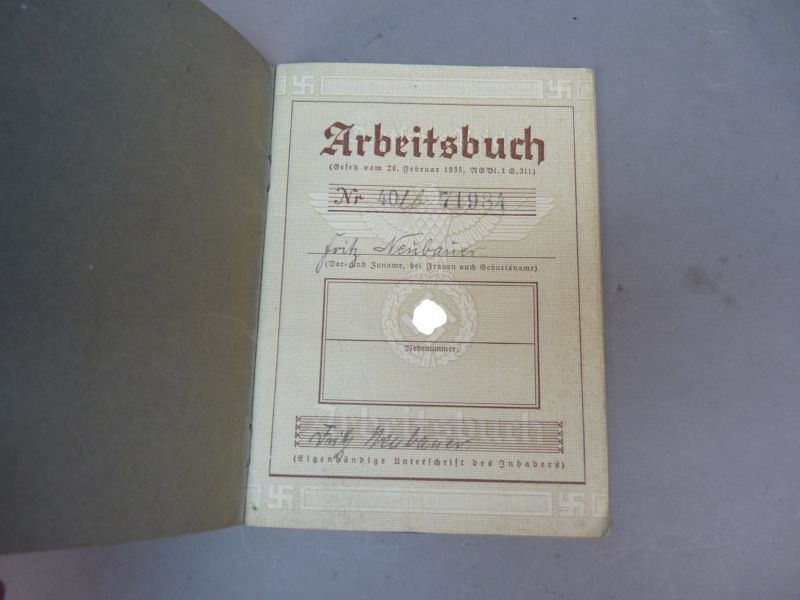 Arbeitsbuch
(Gesetz vom 26. Februar 1935, RGBl. I S.311)
Nr 40/ 71934
Fritz Neubauer
(Vor- und Zuname, bei Frauen auch Geburtsname)
Wehrnummer:
Arbeitsbuch
Fritz Neubauer
(Eigenhändige Unterschrift des Inhabers)